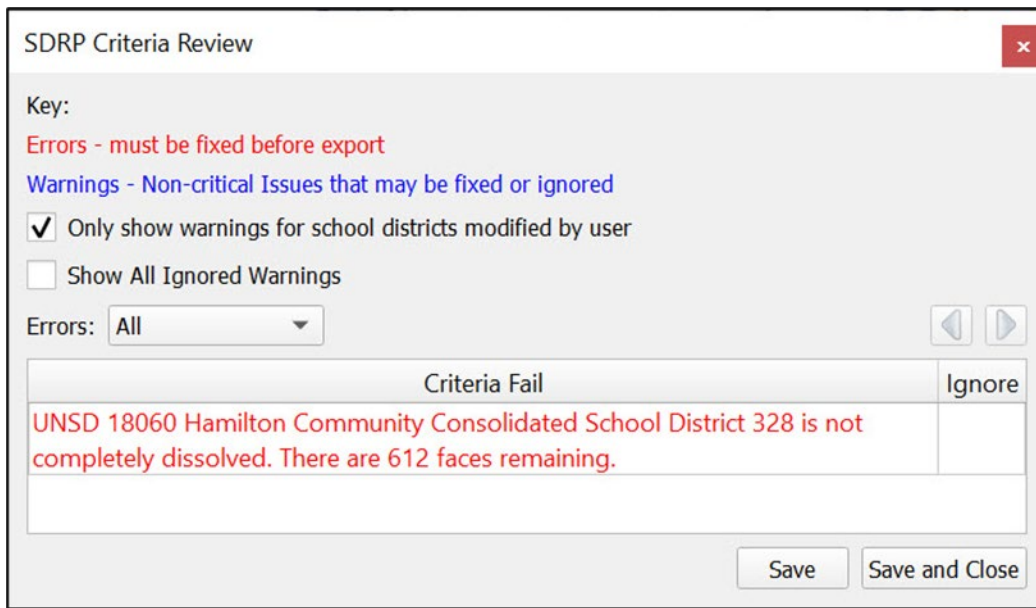 SDRP Criteria Review
×
Key:
Errors - must be fixed before export
Warnings - Non-critical Issues that may be fixed or ignored
Only show warnings for school districts modified by user
Show All Ignored Warnings
Errors: All
Criteria Fail Ignore
UNSD 18060 Hamilton Community Consolidated School District 328 is not
completely dissolved. There are 612 faces remaining.
Save Save and Close